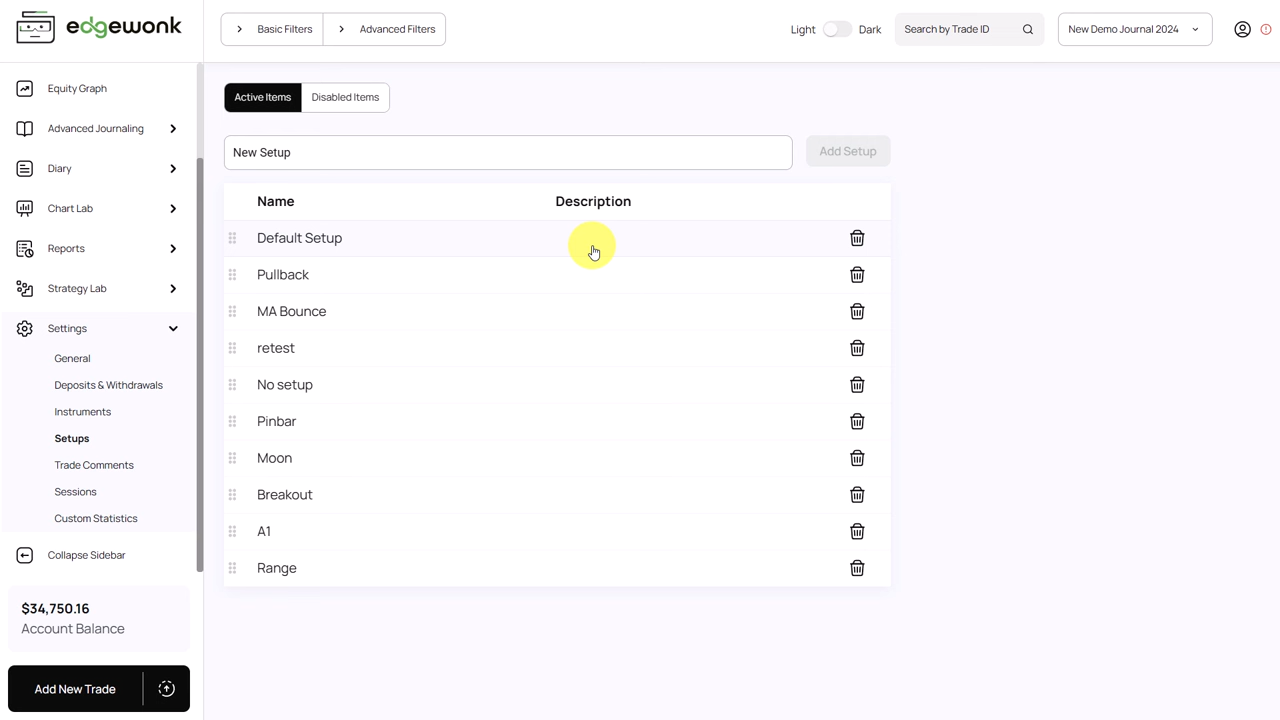 edgewonk
Basic Filters
Advanced Filters
Light
Dark
Search by Trade ID
New Demo Journal 2024
Equity Graph
Advanced Journaling
Diary
Chart Lab
Reports
Strategy Lab
Settings
General
Deposits & Withdrawals
Instruments
Setups
Trade Comments
Sessions
Custom Statistics
Collapse Sidebar
$34,750.16
Account Balance
Add New Trade
Active Items
Disabled Items
New Setup
Add Setup
Name
Description
Default Setup
Pullback
MA Bounce
retest
No setup
Pinbar
Moon
Breakout
A1
Range